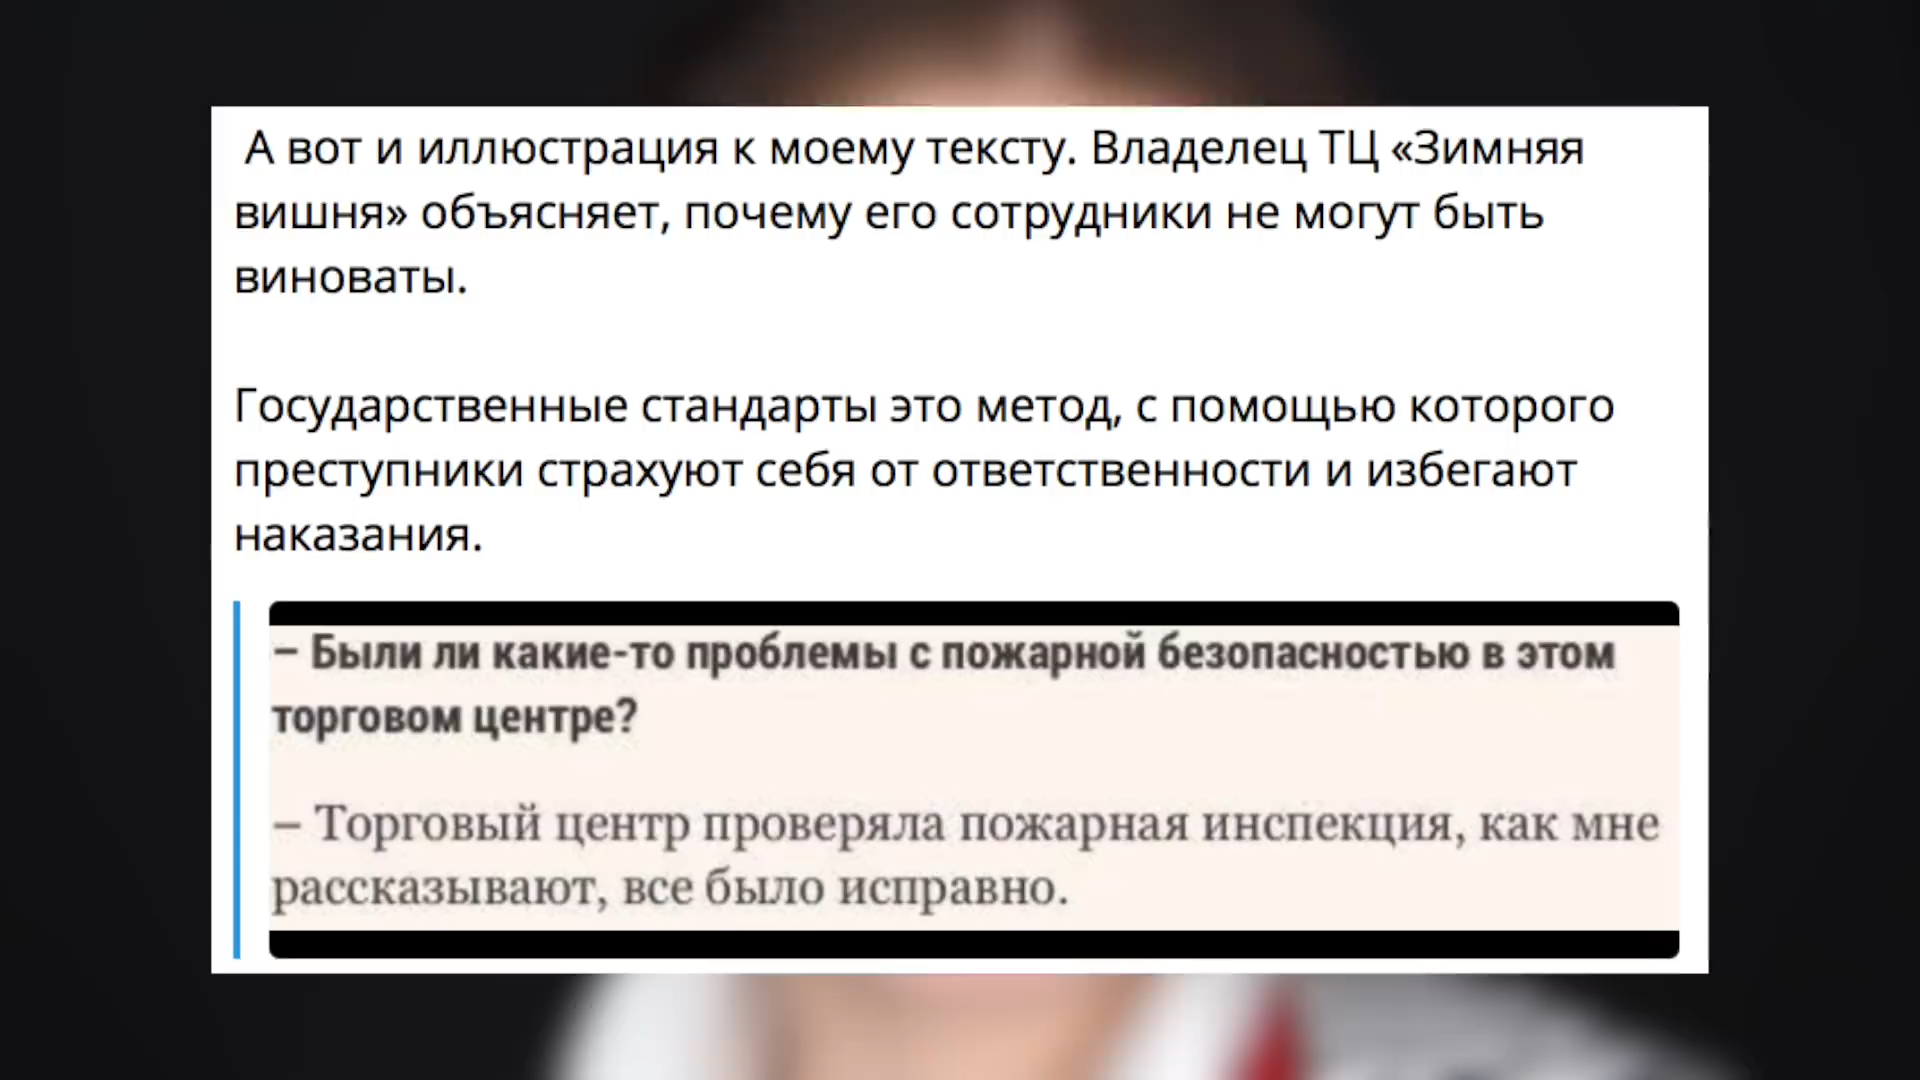 А вот и иллюстрация к моему тексту. Владелец ТЦ «Зимняя
вишня» объясняет, почему его сотрудники не могут быть
виноваты.
Государственные стандарты это метод, с помощью которого
преступники страхуют себя от ответственности и избегают
наказания.
– Были ли какие-то проблемы с пожарной безопасностью в этом
торговом центре?
– Торговый центр проверяла пожарная инспекция, как мне
рассказывают, все было исправно.